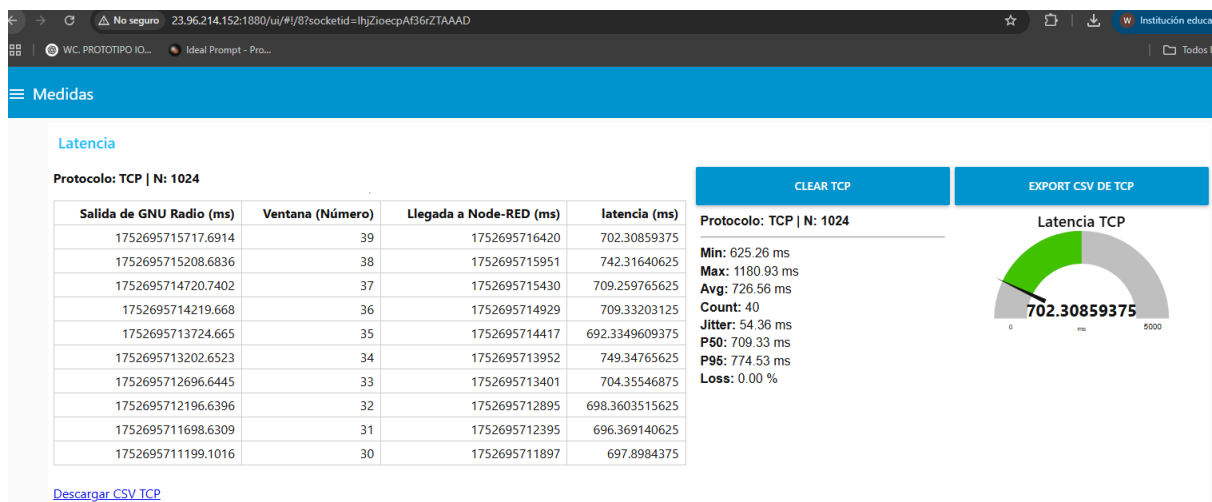 No seguro 23.96.214.152:1880/ui/#!/8?socketid=IhjZioecpAf36rZTAAAD W Institución educa
WC. PROTOTIPO IO... Ideal Prompt - Pro... Todos l
Medidas
Latencia
Protocolo: TCP | N: 1024
Salida de GNU Radio (ms) Ventana (Número) Llegada a Node-RED (ms) latencia (ms)
1752695715717.6914 39 1752695716420 702.30859375
1752695715208.6836 38 1752695715951 742.31640625
1752695714720.7402 37 1752695715430 709.259765625
1752695714219.668 36 1752695714929 709.33203125
1752695713724.665 35 1752695714417 692.3349609375
1752695713202.6523 34 1752695713952 749.34765625
1752695712696.6445 33 1752695713401 704.35546875
1752695712196.6396 32 1752695712895 698.3603515625
1752695711698.6309 31 1752695712395 696.369140625
1752695711199.1016 30 1752695711897 697.8984375
Descargar CSV TCP
CLEAR TCP
Protocolo: TCP | N: 1024
Min: 625.26 ms
Max: 1180.93 ms
Avg: 726.56 ms
Count: 40
Jitter: 54.36 ms
P50: 709.33 ms
P95: 774.53 ms
Loss: 0.00 %
EXPORT CSV DE TCP
Latencia TCP
702.30859375
0 ms 5000